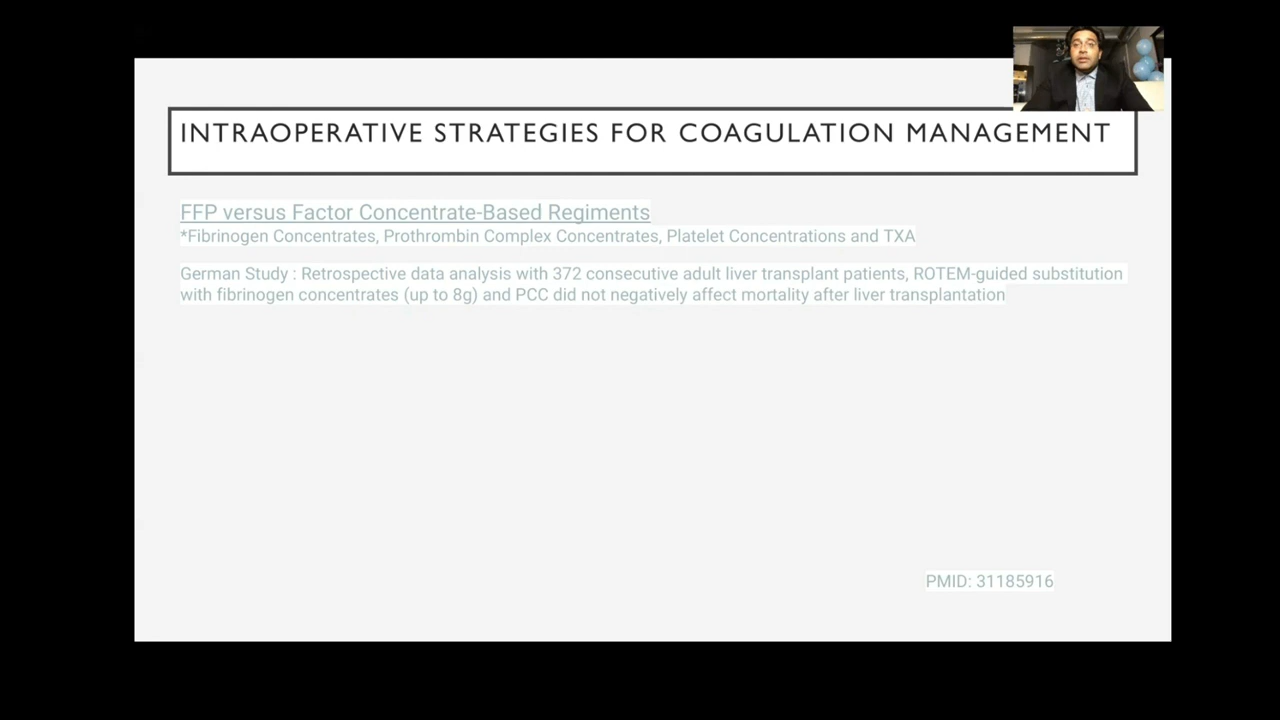 INTRAOPERATIVE STRATEGIES FOR COAGULATION MANAGEMENT
FFP versus Factor Concentrate-Based Regiments
*Fibrinogen Concentrates, Prothrombin Complex Concentrates, Platelet Concentrations and TXA
German Study : Retrospective data analysis with 372 consecutive adult liver transplant patients, ROTEM-guided substitution
with fibrinogen concentrates (up to 8g) and PCC did not negatively affect mortality after liver transplantation
PMID: 31185916